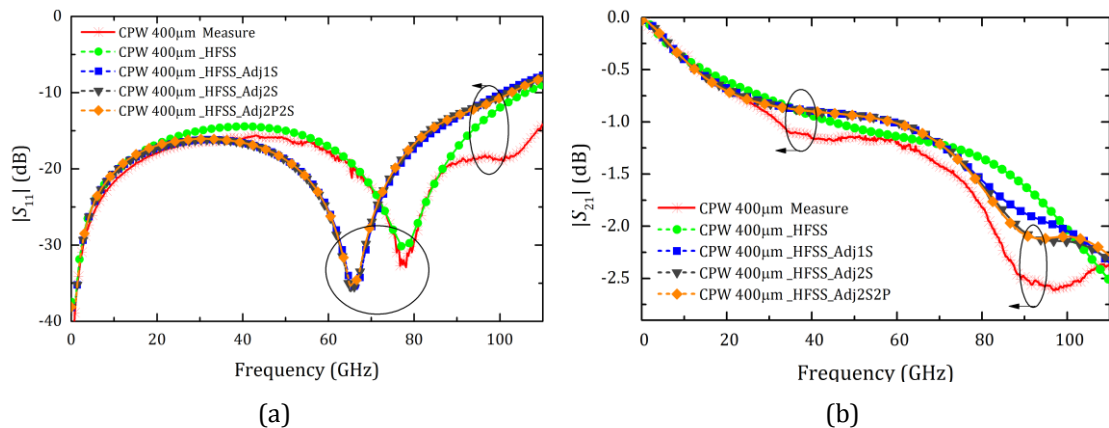 CPW 400μm Measure
CPW 400μm _HFSS
CPW 400μm _HFSS_Adj1S
CPW 400μm _HFSS_Adj2S
CPW 400μm _HFSS_Adj2P2S
0
-10
-20
-30
-40
0 20 40 60 80 100
|S11| (dB)
Frequency (GHz)
(a)
0.0
-0.5
-1.0
-1.5
-2.0
-2.5
CPW 400μm Measure
CPW 400μm _HFSS
CPW 400μm _HFSS_Adj1S
CPW 400μm _HFSS_Adj2S
CPW 400μm _HFSS_Adj2S2P
0 20 40 60 80 100
|S21| (dB)
Frequency (GHz)
(b)